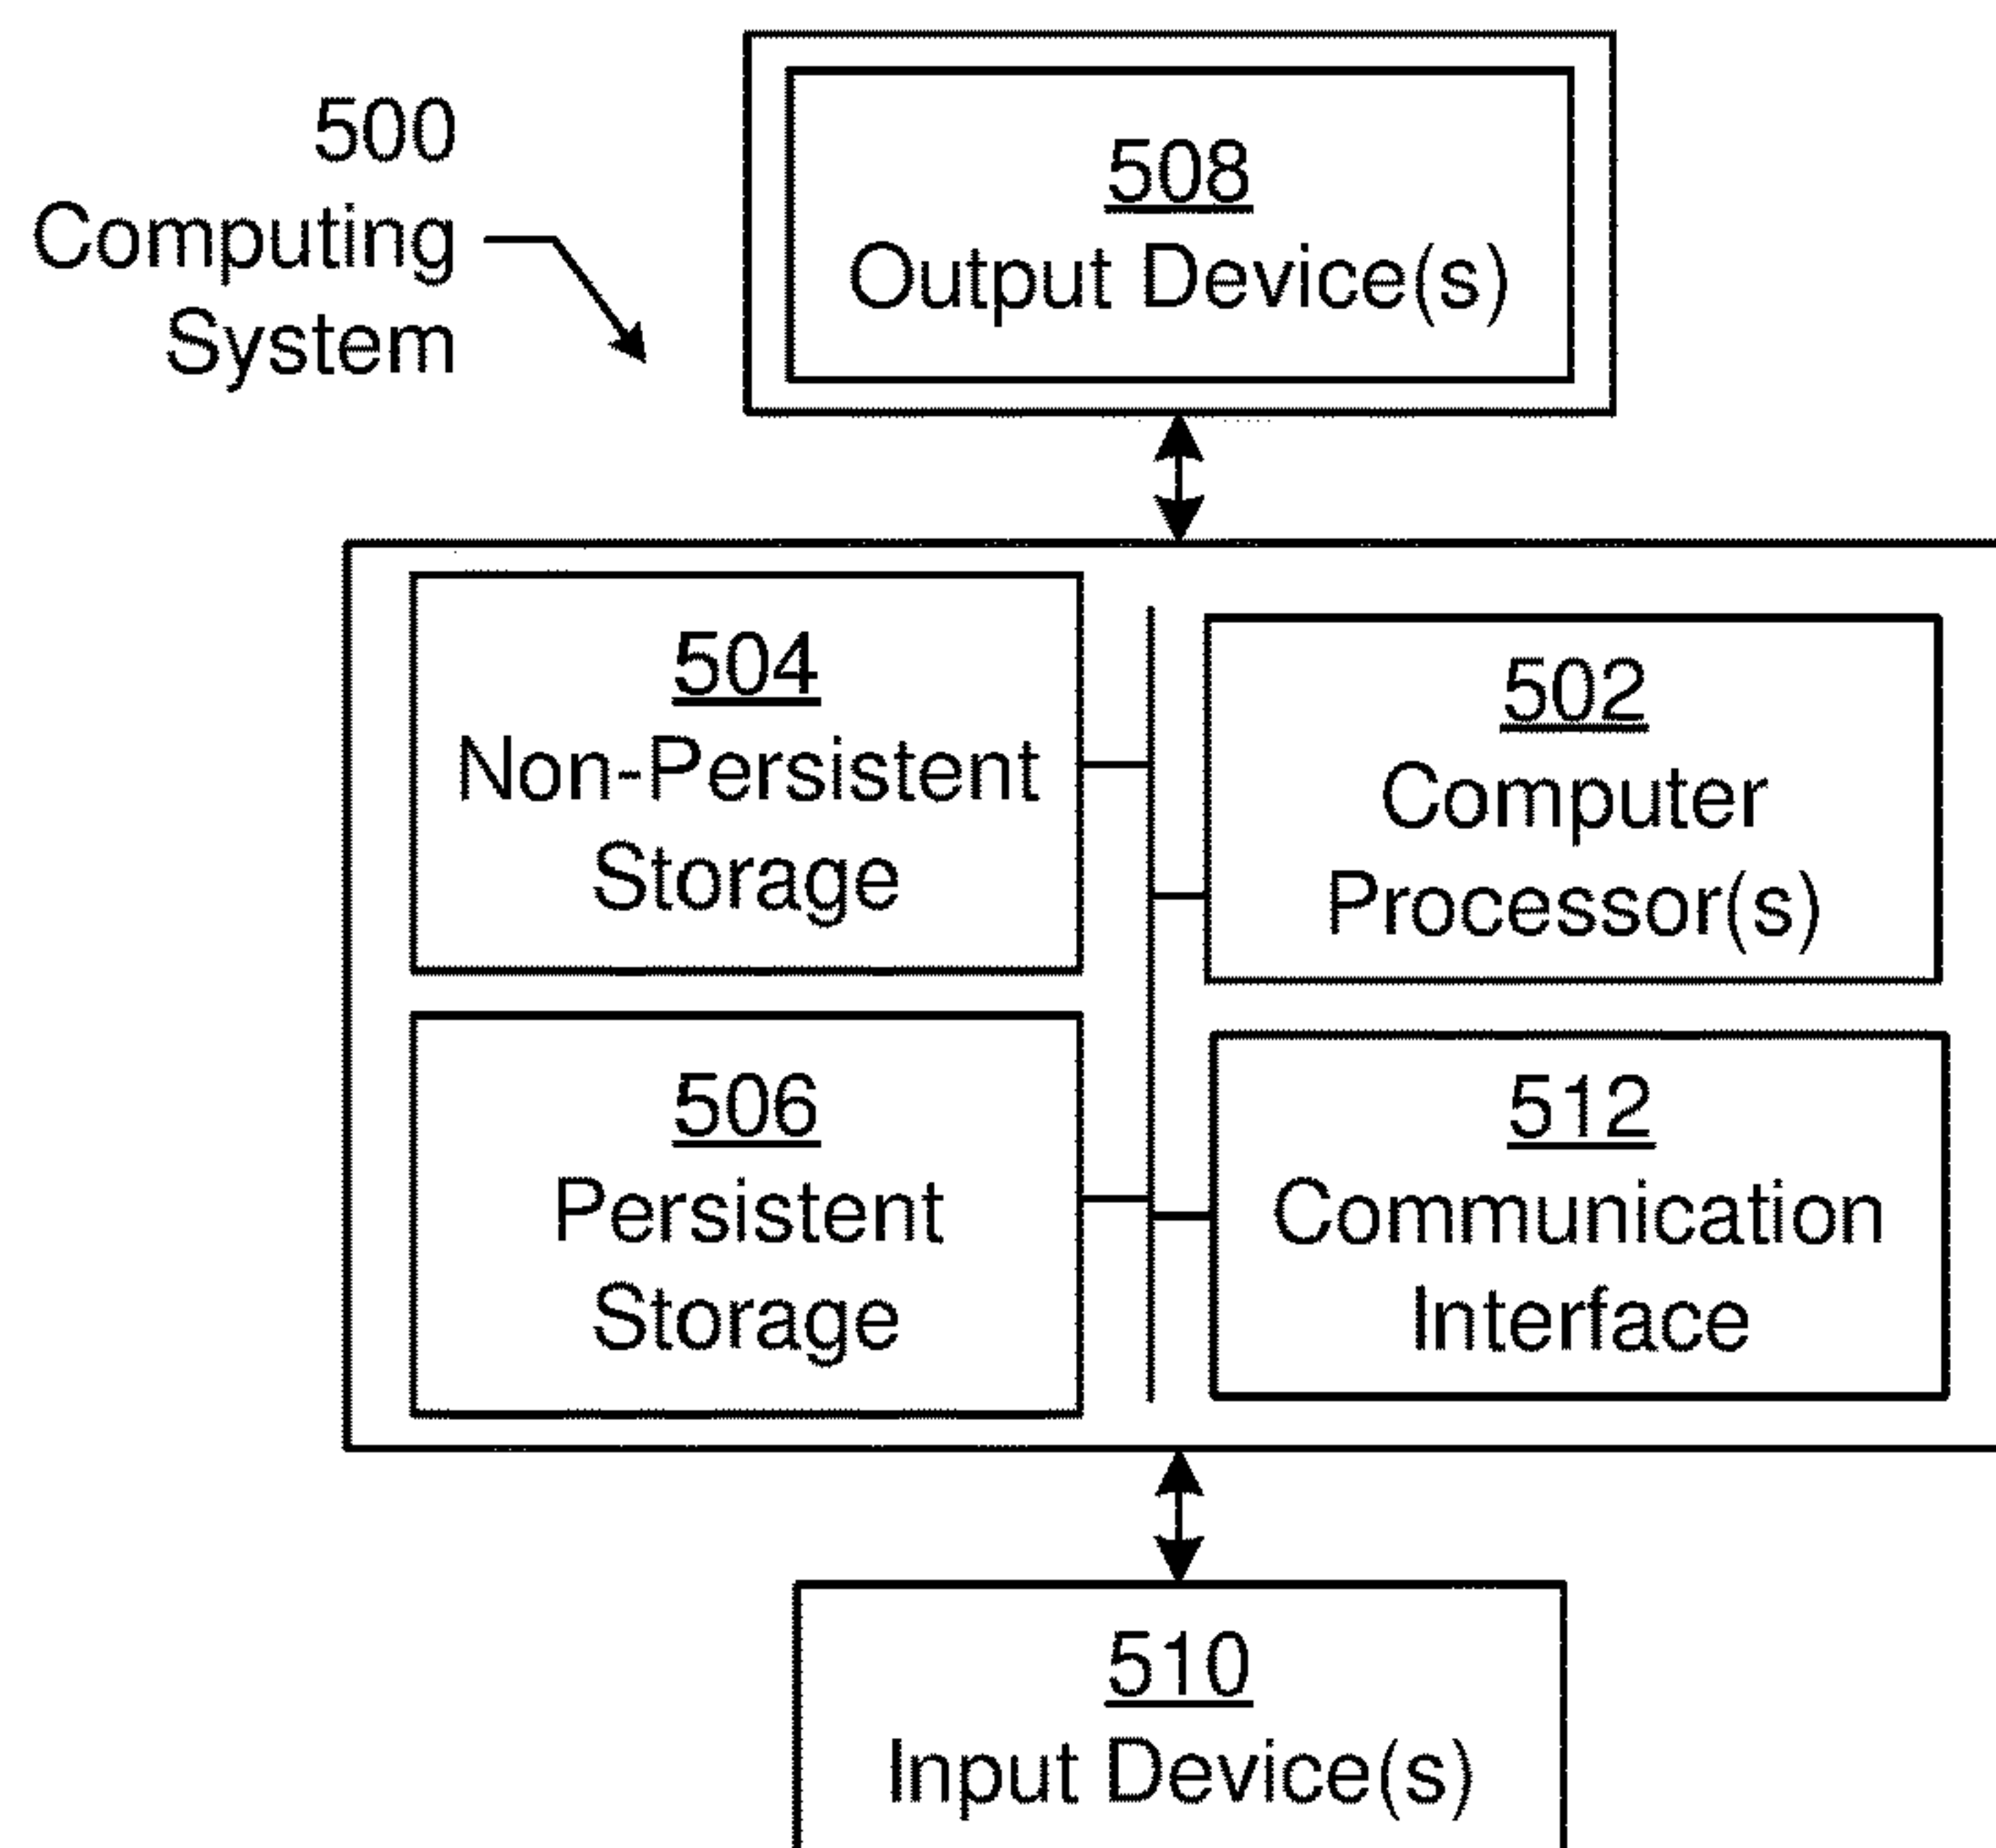 500
Computing
System
508
Output Device(s)
504
Non-Persistent
Storage
502
Computer
Processor(s)
506
Persistent
Storage
512
Communication
Interface
510
Input Device(s)